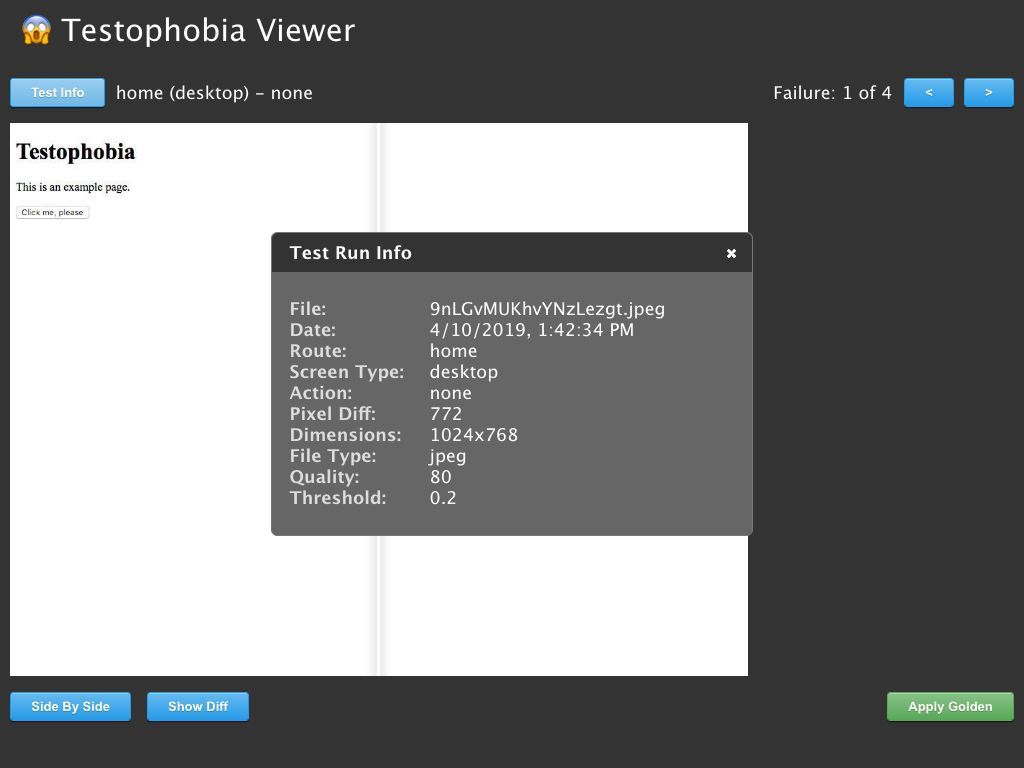 😱 Testophobia Viewer
Test Info home (desktop) – none Failure: 1 of 4 < >
Testophobia
This is an example page.
Click me, please
Test Run Info ✖
File: 9nLGvMUKhvYNzLezgt.jpeg
Date: 4/10/2019, 1:42:34 PM
Route: home
Screen Type: desktop
Action: none
Pixel Diff: 772
Dimensions: 1024x768
File Type: jpeg
Quality: 80
Threshold: 0.2
Side By Side Show Diff Apply Golden